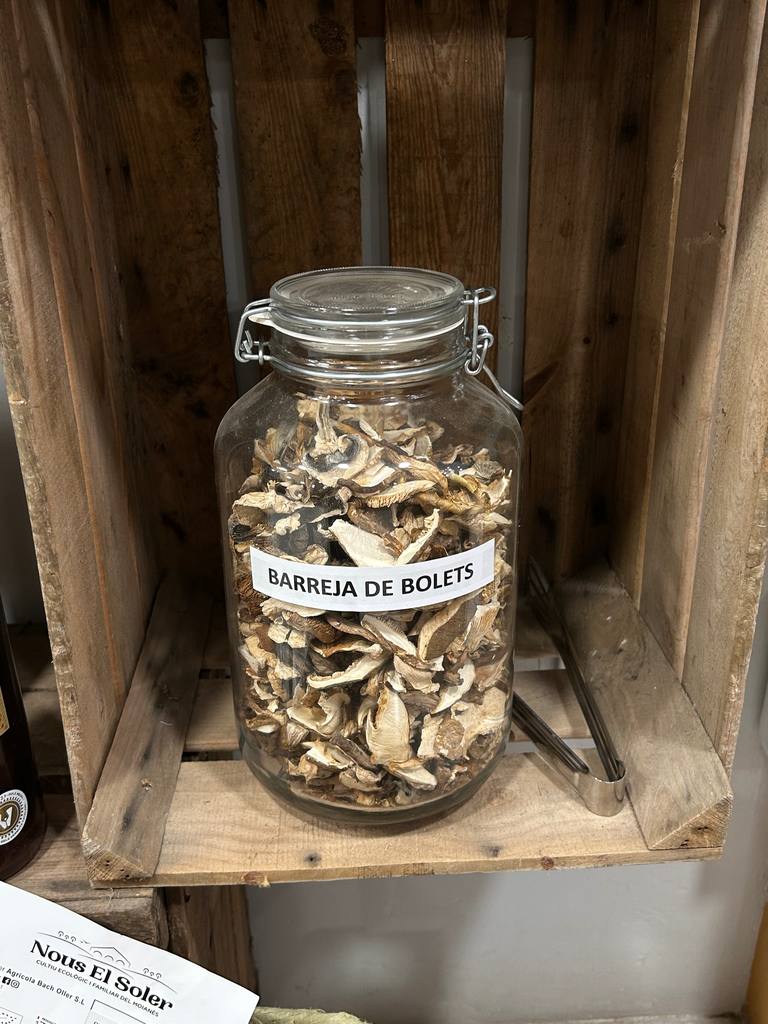 BARREJA DE BOLETS
Nous El Soler
CULTIU ECOLÒGIC I FAMILIAR DEL MOIANÈS
Agrícola Bach Oller S.L